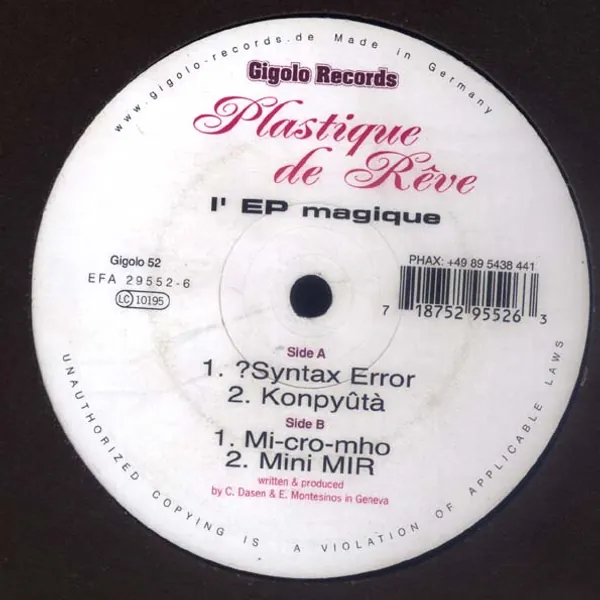 www.gigolo-records.de Made in Germany
Gigolo Records
Plastique
de Rêve
l' EP magique
Gigolo 52
EFA 29552-6
LC 10195
PHAX: +49 89 5438 441
7 18752 95526 3
Side A
1. ?Syntax Error
2. Konpyûtà
Side B
1. Mi-cro-mho
2. Mini MIR
written & produced
by C. Dasen & E. Montesinos in Geneva
UNAUTHORIZED COPYING IS A VIOLATION OF APPLICABLE LAWS